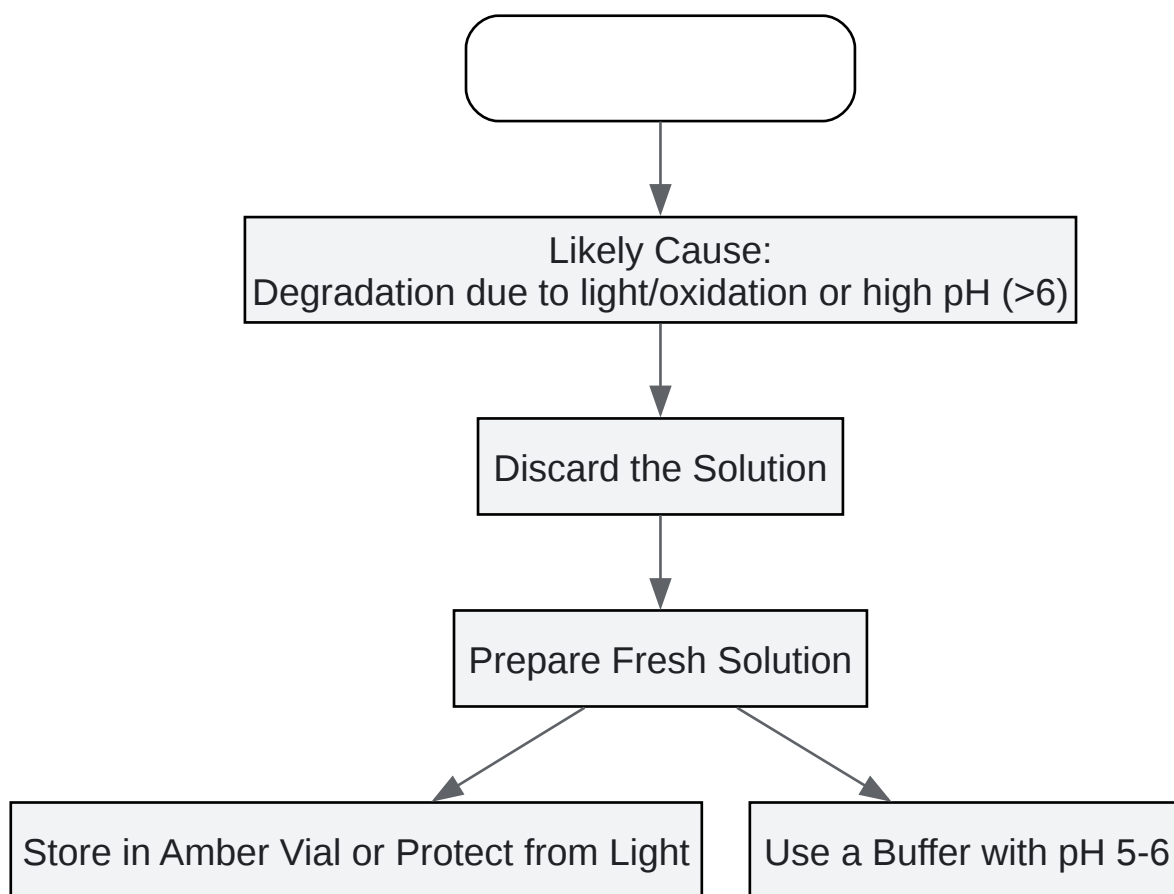 Likely Cause:
Degradation due to light/oxidation or high pH (>6)
Discard the Solution
Prepare Fresh Solution
Store in Amber Vial or Protect from Light
Use a Buffer with pH 5-6